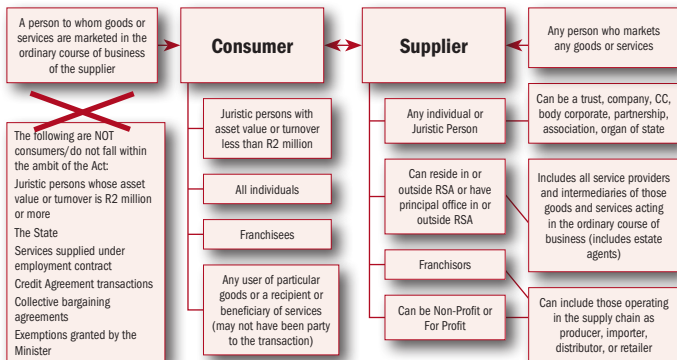 A person to whom goods or
services are marketed in the
ordinary course of business
of the supplier
Consumer
Supplier
Any person who markets
any goods or services
The following are NOT
consumers/do not fall within
the ambit of the Act:
Juristic persons whose asset
value or turnover is R2 million
or more
The State
Services supplied under
employment contract
Credit Agreement transactions
Collective bargaining
agreements
Exemptions granted by the
Minister
Juristic persons with
asset value or turnover
less than R2 million
All individuals
Franchisees
Any user of particular
goods or a recipient or
beneficiary of services
(may not have been party
to the transaction)
Any individual or
Juristic Person
Can reside in or
outside RSA or have
principal office in or
outside RSA
Franchisors
Can be Non-Profit or
For Profit
Can be a trust, company, CC,
body corporate, partnership,
association, organ of state
Includes all service providers
and intermediaries of those
goods and services acting
in the ordinary course of
business (includes estate
agents)
Can include those operating
in the supply chain as
producer, importer,
distributor, or retailer